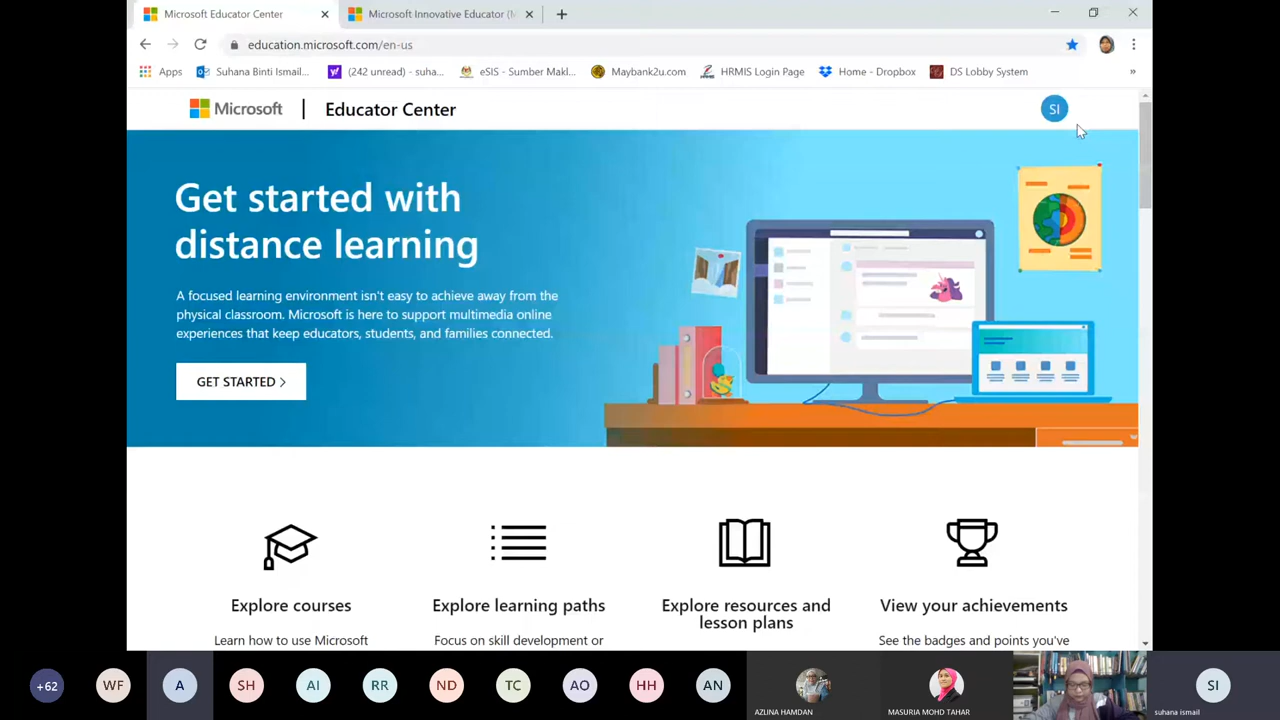 Microsoft Educator Center
Microsoft Innovative Educator (M
education.microsoft.com/en-us
Apps
Suhana Binti Ismail...
(242 unread) - suha...
eSIS - Sumber Makl...
Maybank2u.com
HRMIS Login Page
Home - Dropbox
DS Lobby System
»
Microsoft
Educator Center
SI
Get started with
distance learning
A focused learning environment isn't easy to achieve away from the
physical classroom. Microsoft is here to support multimedia online
experiences that keep educators, students, and families connected.
GET STARTED >
Explore courses
Learn how to use Microsoft
Explore learning paths
Focus on skill development or
Explore resources and
lesson plans
View your achievements
See the badges and points you've
+62
WF
A
SH
AI
RR
ND
TC
AO
HH
AN
AZLINA HAMDAN
MASURIA MOHD TAHAR
SI
suhana ismail